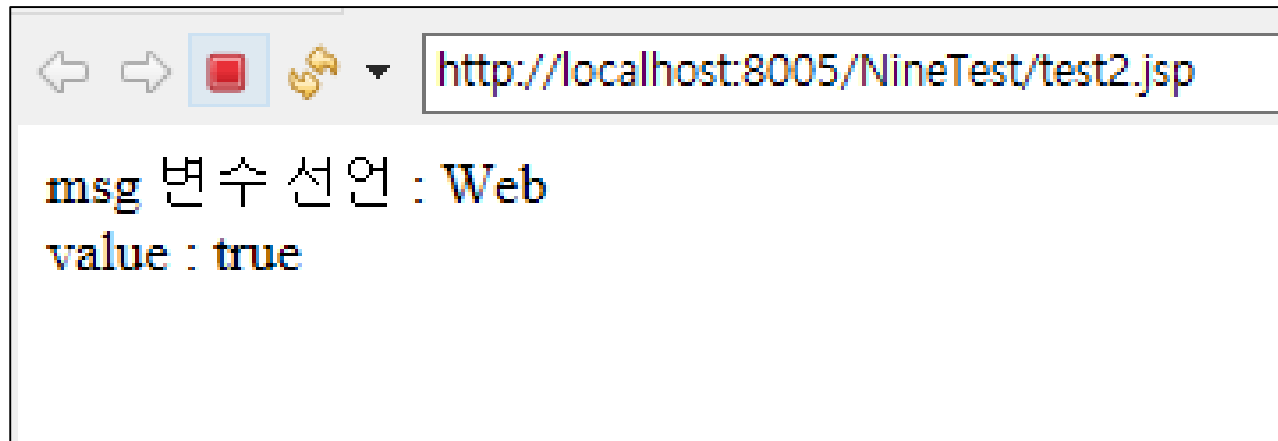 http://localhost:8005/NineTest/test2.jsp
msg 변수 선언 : Web
value : true